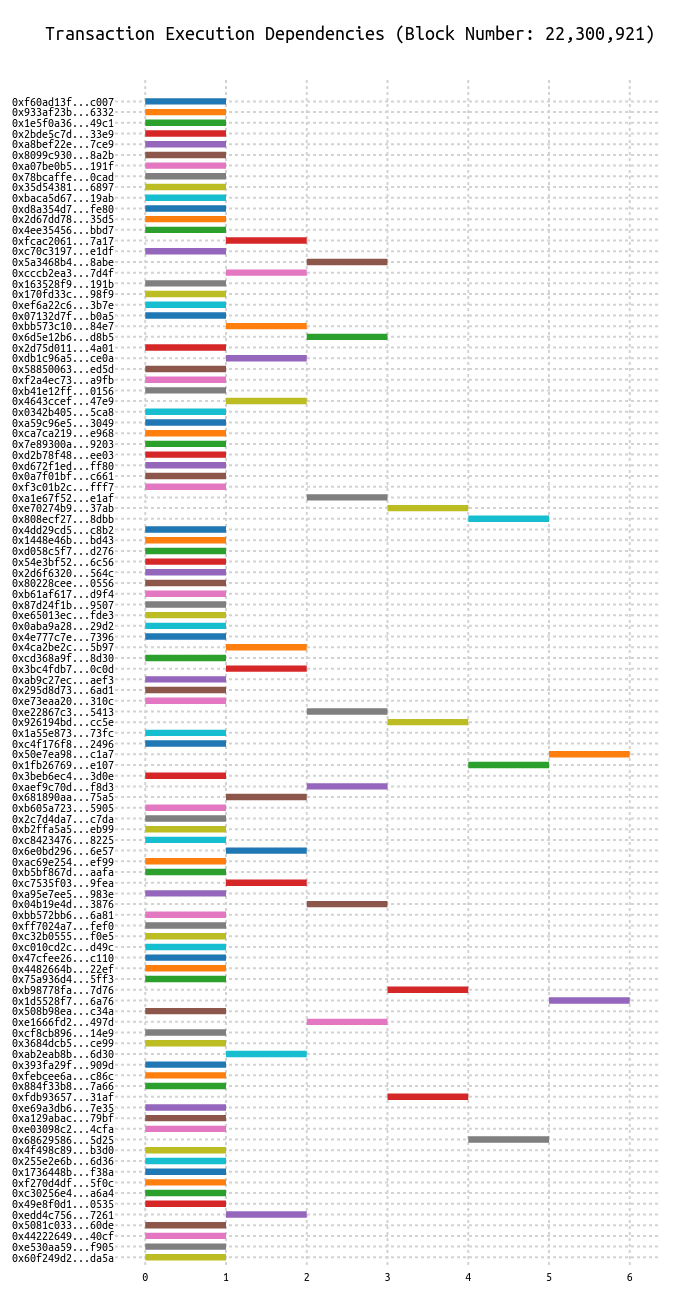 Transaction Execution Dependencies (Block Number: 22,300,921)
0xf60ad13f...c007
0x933af23b...6332
0x1e5f0a36...49c1
0x2bde5c7d...33e9
0xa8bef22e...7ce9
0x8099c930...8a2b
0xa07be0b5...191f
0x78bcaffe...0cad
0x35d54381...6897
0xbaca5d67...19ab
0xd8a354d7...fe80
0x2d67dd78...35d5
0x4ee35456...bbd7
0xfcac2061...7a17
0xc70c3197...e1df
0x5a3468b4...8abe
0xcccb2ea3...7d4f
0x163528f9...191b
0x170fd33c...98f9
0xef6a22c6...3b7e
0x07132d7f...b0a5
0xbb573c10...84e7
0x6d5e12b6...d8b5
0x2d75d011...4a01
0xdb1c96a5...ce0a
0x58850063...ed5d
0xf2a4ec73...a9fb
0xb41e12ff...0156
0x4643ccef...47e9
0x0342b405...5ca8
0xa59c96e5...3049
0xca7ca219...e968
0x7e89300a...9203
0xd2b78f48...ee03
0xd672f1ed...ff80
0x0a7f01bf...c661
0xf3c01b2c...fff7
0xa1e67f52...e1af
0xe70274b9...37ab
0x808ecf27...8dbb
0x4dd29cd5...c8b2
0x1448e46b...bd43
0xd058c5f7...d276
0x54e3bf52...6c56
0x2d6f6320...564c
0x80228cee...0556
0xb61af617...d9f4
0x87d24f1b...9507
0xe65013ec...fde3
0x0aba9a28...29d2
0x4e777c7e...7396
0x4ca2be2c...5b97
0xcd368a9f...8d30
0x3bc4fdb7...0c0d
0xab9c27ec...aef3
0x295d8d73...6ad1
0xe73eaa20...310c
0xe22867c3...5413
0x926194bd...cc5e
0x1a55e873...73fc
0xc4f176f8...2496
0x50e7ea98...c1a7
0x1fb26769...e107
0x3beb6ec4...3d0e
0xaef9c70d...f8d3
0x681890aa...75a5
0xb605a723...5905
0x2c7d4da7...c7da
0xb2ffa5a5...eb99
0xc8423476...8225
0x6e0bd296...6e57
0xac69e254...ef99
0xb5bf867d...aafa
0xc7535f03...9fea
0xa95e7ee5...983e
0x04b19e4d...3876
0xbb572bb6...6a81
0xff7024a7...fef0
0xc32b0555...f0e5
0xc010cd2c...d49c
0x47cfee26...c110
0x4482664b...22ef
0x75a936d4...5ff3
0xb98778fa...7d76
0x1d5528f7...6a76
0x508b98ea...c34a
0xe1666fd2...497d
0xcf8cb896...14e9
0x3684dcb5...ce99
0xab2eab8b...6d30
0x393fa29f...909d
0xfebcee6a...c86c
0x884f33b8...7a66
0xfdb93657...31af
0xe69a3db6...7e35
0xa129abac...79bf
0xe03098c2...4cfa
0x68629586...5d25
0x4f498c89...b3d0
0x255e2e6b...6d36
0x1736448b...f38a
0xf270d4df...5f0c
0xc30256e4...a6a4
0x49e8f0d1...0535
0xedd4c756...7261
0x5081c033...60de
0x44222649...40cf
0xe530aa59...f905
0x60f249d2...da5a
0 1 2 3 4 5 6